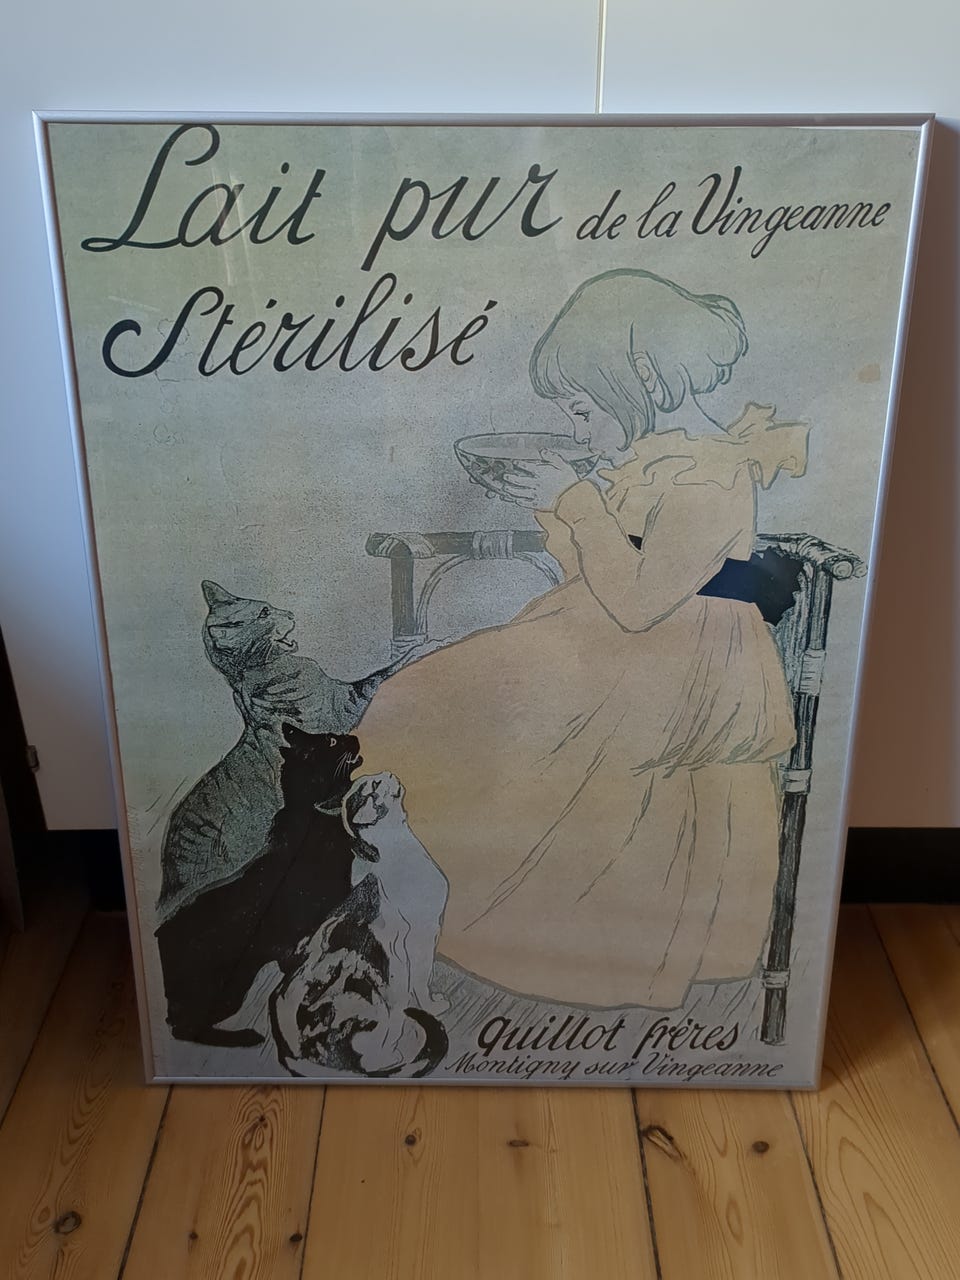 Lait pur de la Vingeanne
Stérilisé
Quillot frères
Montigny sur Vingeanne